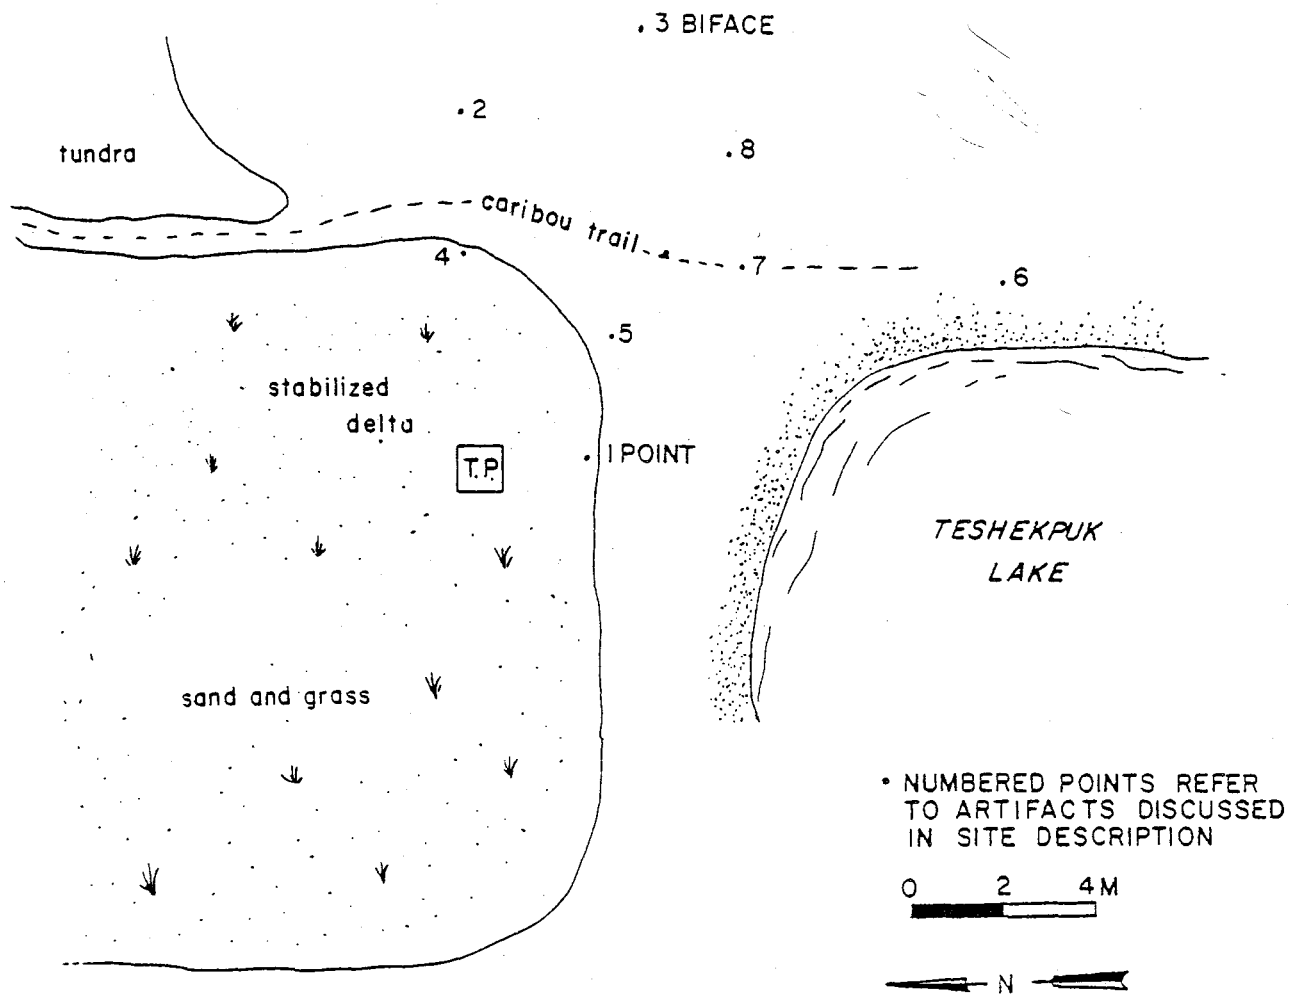 . 3 BIFACE
. 2
. 8
tundra
caribou trail
4 .
. 7
. 6
. 5
stabilized
delta
. 1 POINT
T.P.
TESHEKPUK
LAKE
sand and grass
• NUMBERED POINTS REFER
TO ARTIFACTS DISCUSSED
IN SITE DESCRIPTION
0 2 4 M
N